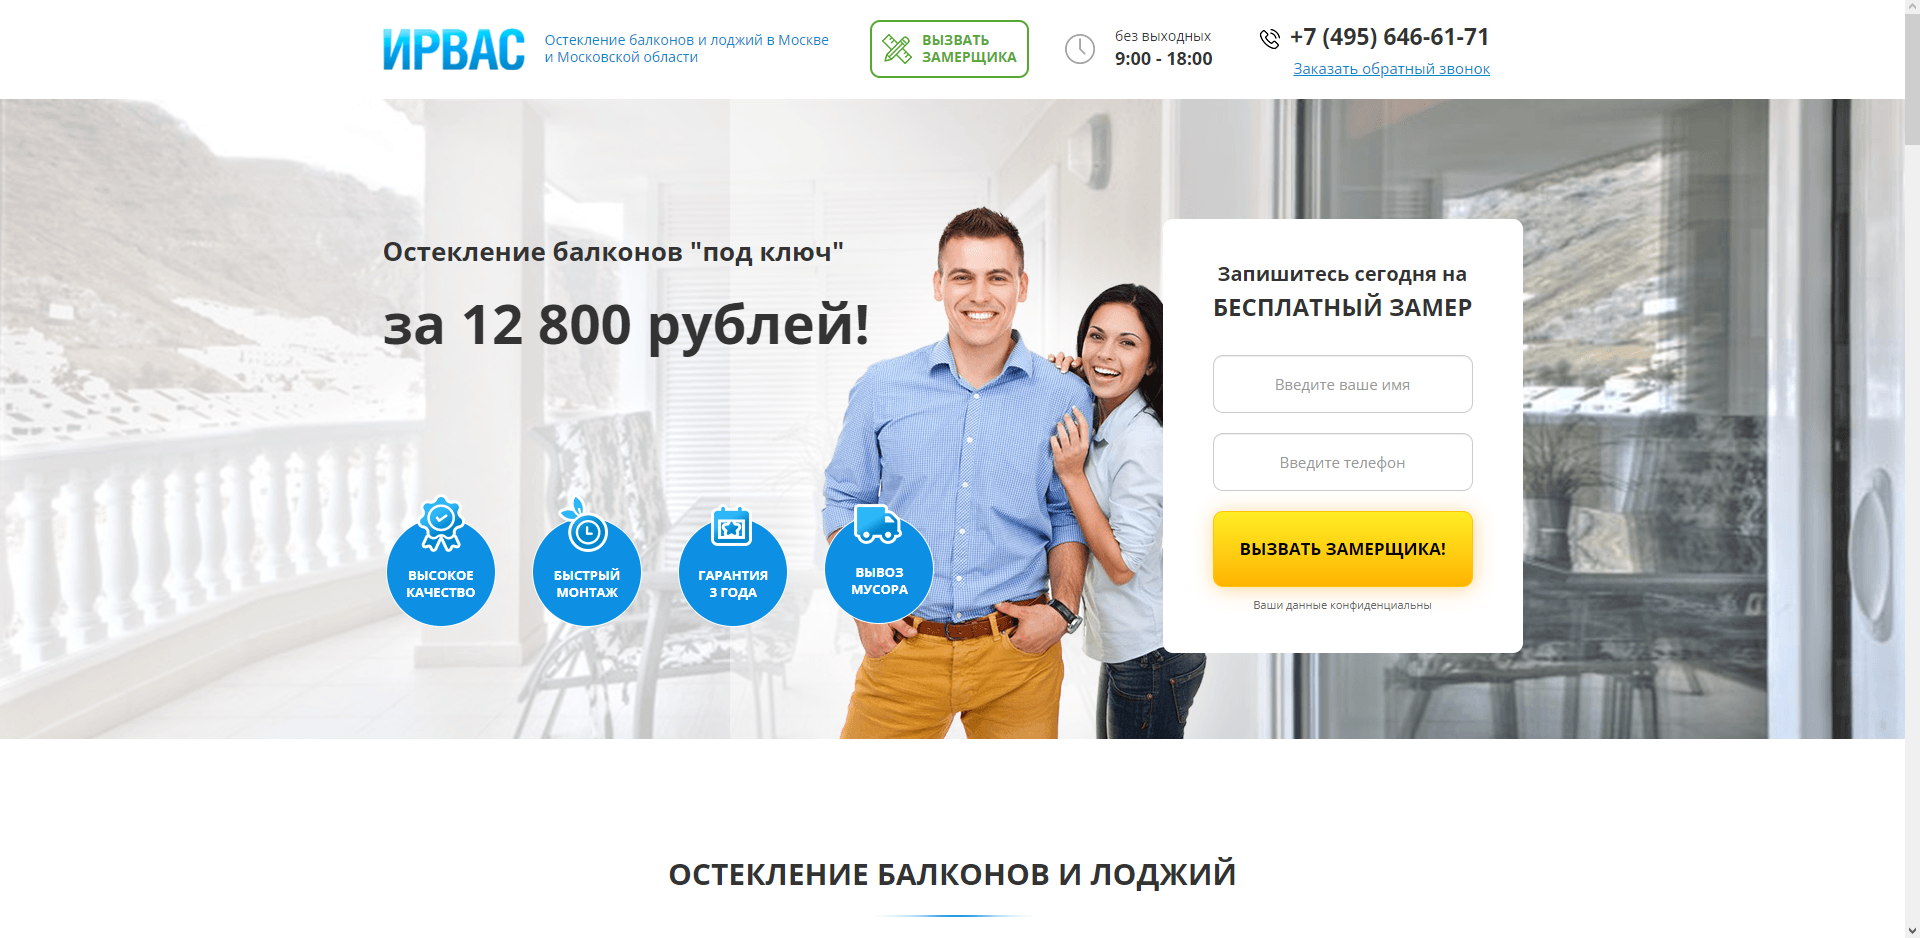 ИРВАС
Остекление балконов и лоджий в Москве
и Московской области
ВЫЗВАТЬ
ЗАМЕРЩИКА
без выходных
9:00 - 18:00
+7 (495) 646-61-71
Заказать обратный звонок
Остекление балконов "под ключ"
за 12 800 рублей!
ВЫСОКОЕ
КАЧЕСТВО
БЫСТРЫЙ
МОНТАЖ
ГАРАНТИЯ
3 ГОДА
ВЫВОЗ
МУСОРА
Запишитесь сегодня на
БЕСПЛАТНЫЙ ЗАМЕР
Введите ваше имя
Введите телефон
ВЫЗВАТЬ ЗАМЕРЩИКА!
Ваши данные конфиденциальны
ОСТЕКЛЕНИЕ БАЛКОНОВ И ЛОДЖИЙ